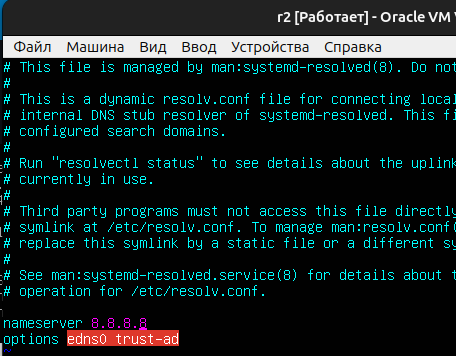 r2 [Работает] - Oracle VM
Файл Машина Вид Ввод Устройства Справка
# This file is managed by man:systemd-resolved(8). Do not
#
# This is a dynamic resolv.conf file for connecting local
# internal DNS stub resolver of systemd-resolved. This fi
# configured search domains.
#
# Run "resolvectl status" to see details about the uplink
# currently in use.
#
# Third party programs must not access this file directly
# symlink at /etc/resolv.conf. To manage man:resolv.conf(
# replace this symlink by a static file or a different sy
#
# See man:systemd-resolved.service(8) for details about t
# operation for /etc/resolv.conf.
nameserver 8.8.8.8
options edns0 trust-ad